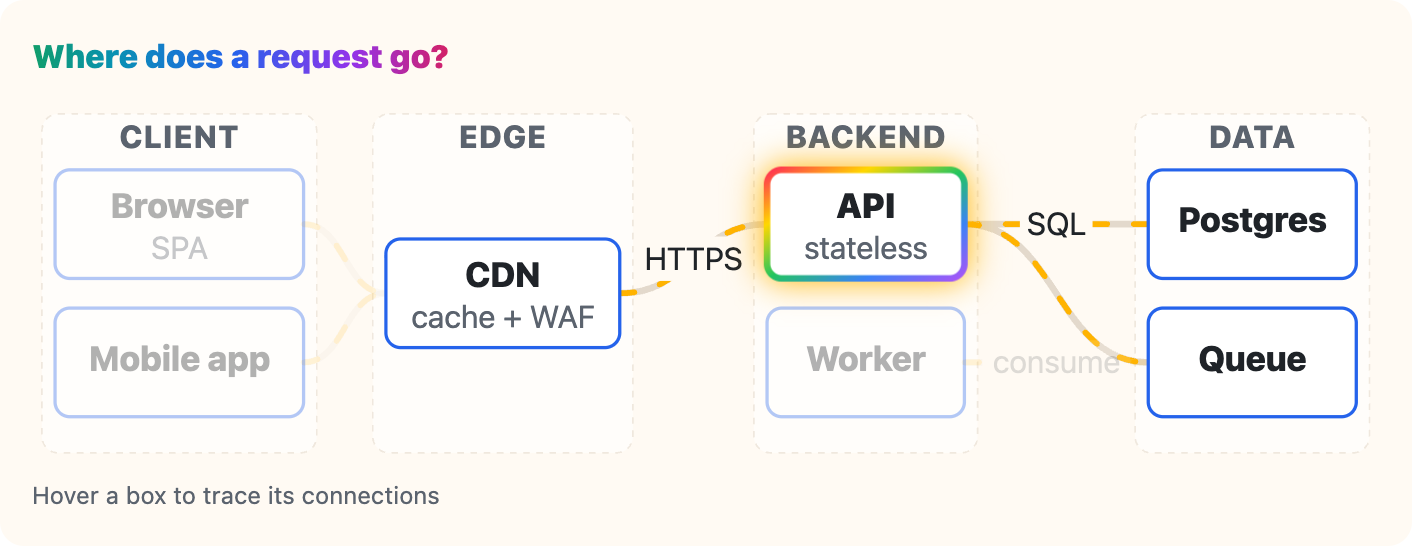 Where does a request go?
CLIENT
Browser
SPA
Mobile app
EDGE
CDN
cache + WAF
HTTPS
BACKEND
API
stateless
Worker
SQL
consume
DATA
Postgres
Queue
Hover a box to trace its connections